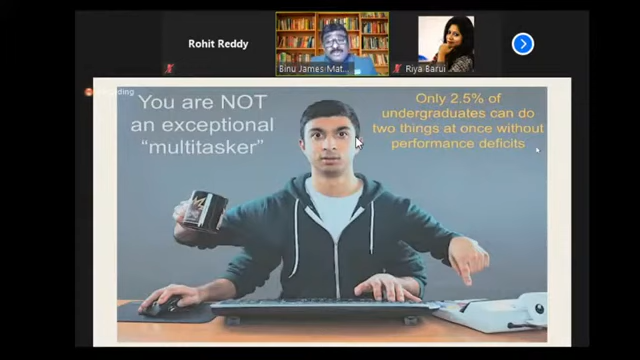 Rohit Reddy
Binu James Mat...
Riya Barui
You are NOT
an exceptional
"multitasker"
Only 2.5% of
undergraduates can do
two things at once without
performance deficits